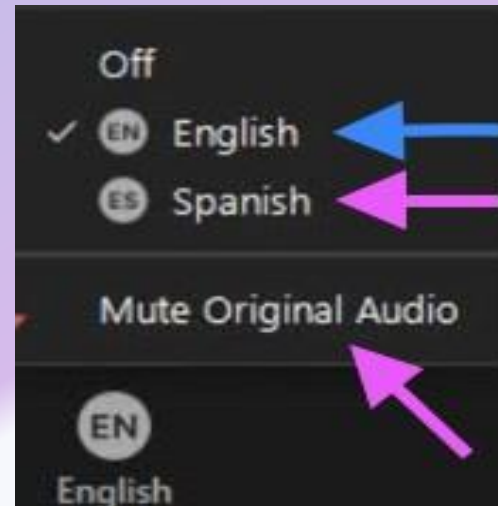 Off
EN English
ES Spanish
Mute Original Audio
EN
English